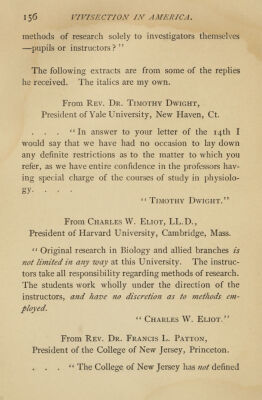 156 VIVISECTION IN AMERICA.
methods of research solely to investigators themselves
—pupils or instructors?"
The following extracts are from some of the replies
he received. The italics are my own.
From Rev. Dr. Timothy Dwight,
President of Yale University, New Haven, Ct.
. . . "In answer to your letter of the 14th I
would say that we have had no occasion to lay down
any definite restrictions as to the matter to which you
refer, as we have entire confidence in the professors hav-
ing special charge of the courses of study in physiolo-
gy. . . .
"Timothy Dwight."
From Charles W. Eliot, LL.D.,
President of Harvard University, Cambridge, Mass.
"Original research in Biology and allied branches is
not limited in any way at this University. The instruc-
tors take all responsibility regarding methods of research.
The students work wholly under the direction of the
instructors, and have no discretion as to methods em-
ployed.
"Charles W. Eliot."
From Rev. Dr. Francis L. Patton,
President of the College of New Jersey, Princeton.
. . . "The College of New Jersey has not defined